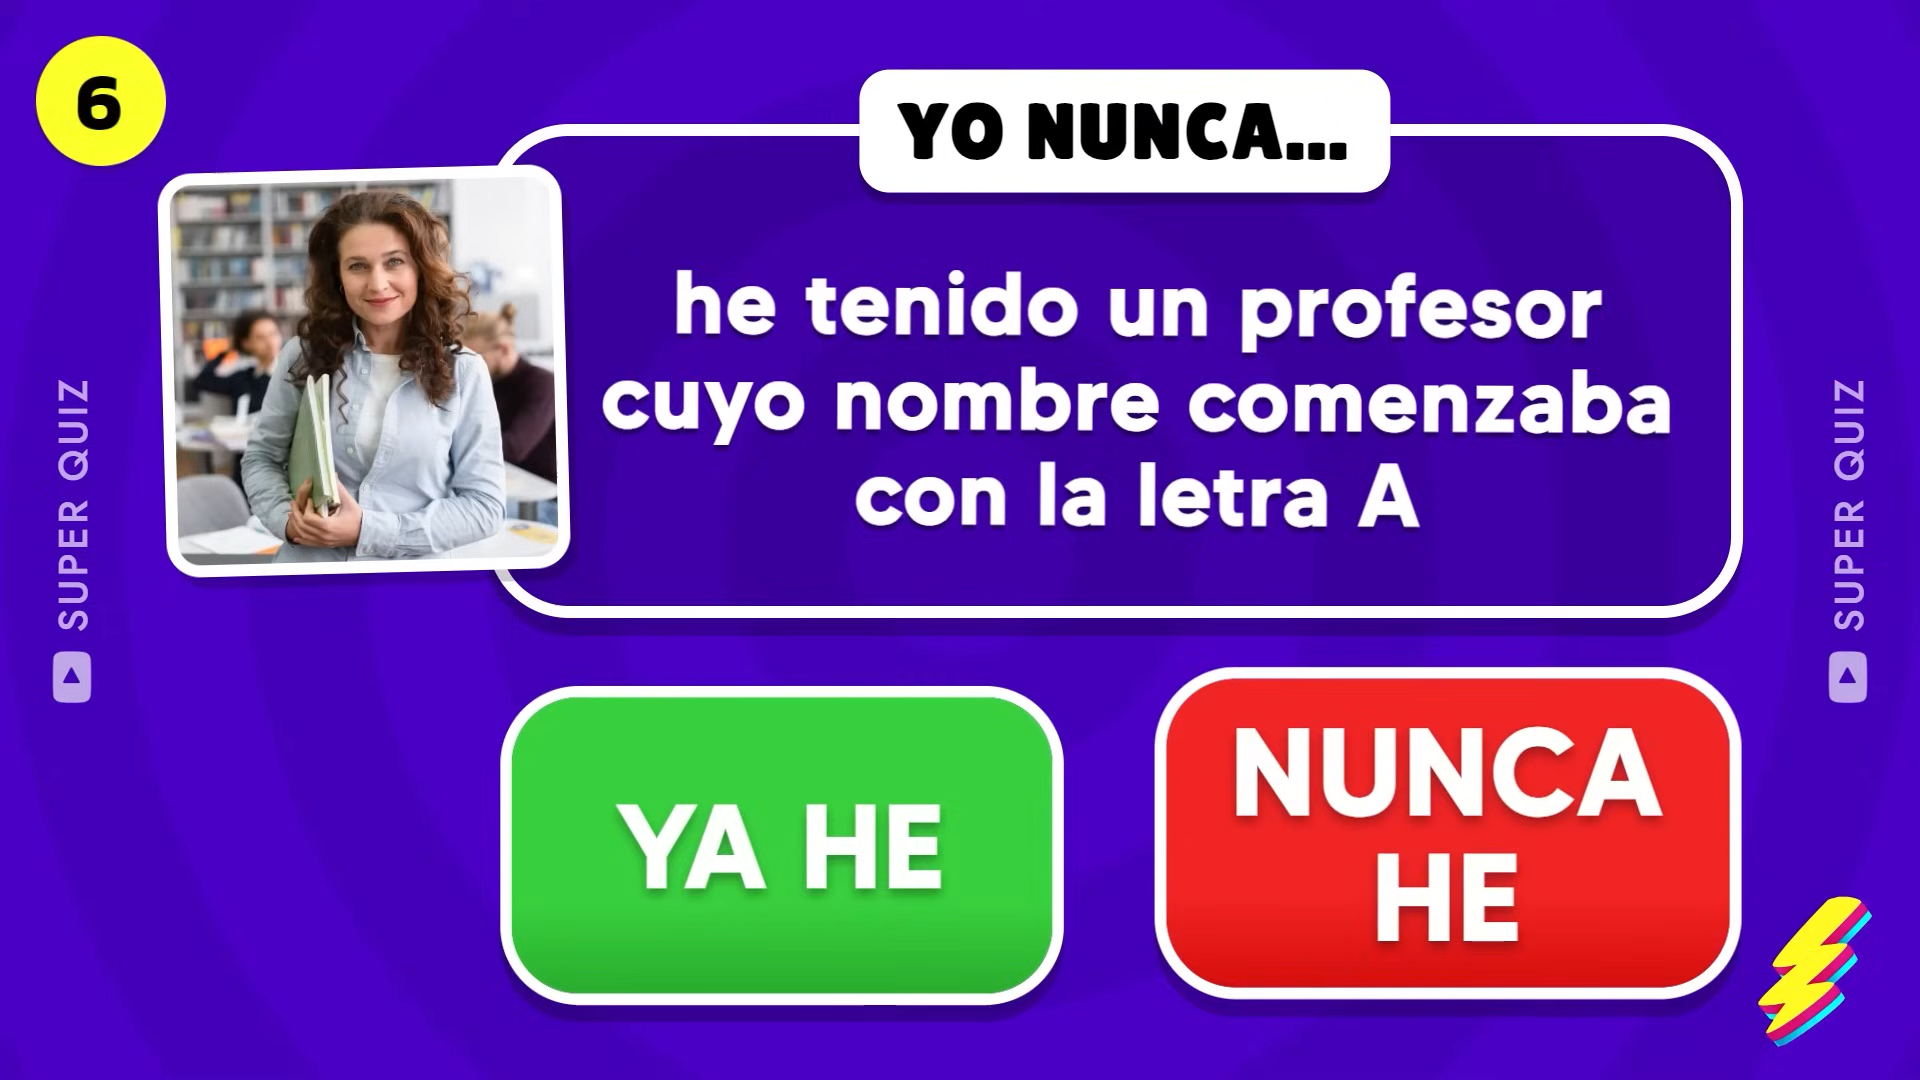 6
YO NUNCA...
he tenido un profesor
cuyo nombre comenzaba
con la letra A
SUPER QUIZ
SUPER QUIZ
YA HE
NUNCA
HE